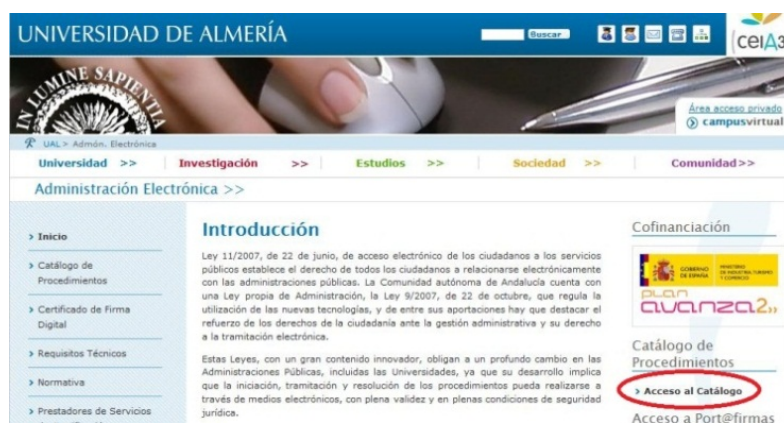 UNIVERSIDAD DE ALMERÍA
Buscar
ceiA3
IN LUMINE SAPIENTIA
Área acceso privado
campusvirtual
UAL > Admón. Electrónica
Universidad >> Investigación >> Estudios >> Sociedad >> Comunidad>>
Administración Electrónica >>
> Inicio
> Catálogo de
Procedimientos
> Certificado de Firma
Digital
> Requisitos Técnicos
> Normativa
> Prestadores de Servicios
Introducción
Ley 11/2007, de 22 de junio, de acceso electrónico de los ciudadanos a los servicios
públicos establece el derecho de todos los ciudadanos a relacionarse electrónicamente
con las administraciones públicas. La Comunidad autónoma de Andalucía cuenta con
una Ley propia de Administración, la Ley 9/2007, de 22 de octubre, que regula la
utilización de las nuevas tecnologías, y de entre sus aportaciones hay que destacar el
refuerzo de los derechos de la ciudadanía ante la gestión administrativa y su derecho
a la tramitación electrónica.
Estas Leyes, con un gran contenido innovador, obligan a un profundo cambio en las
Administraciones Públicas, incluidas las Universidades, ya que su desarrollo implica
que la iniciación, tramitación y resolución de los procedimientos pueda realizarse a
través de medios electrónicos, con plena validez y en plenas condiciones de seguridad
jurídica.
Cofinanciación
GOBIERNO
DE ESPAÑA
MINISTERIO
DE INDUSTRIA, TURISMO
Y COMERCIO
PLAN
avanza2»
Catálogo de
Procedimientos
> Acceso al Catálogo
Acceso a Port@firmas